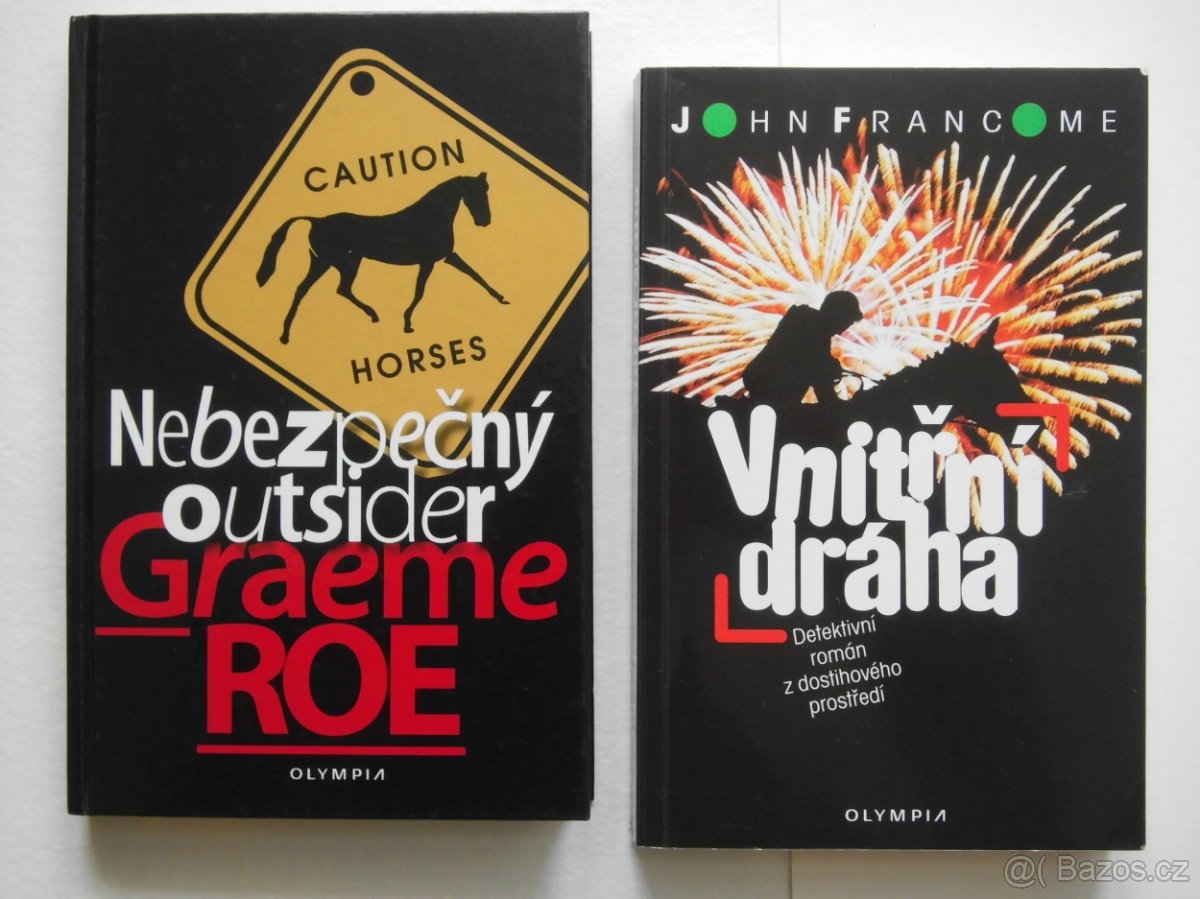 CAUTION
HORSES
Nebezpečný
outsider
Graeme
ROE
OLYMPIA
JOHN FRANCOME
Vnitřní
dráha
Detektivní
román
z dostihového
prostředí
OLYMPIA
@( Bazos.cz